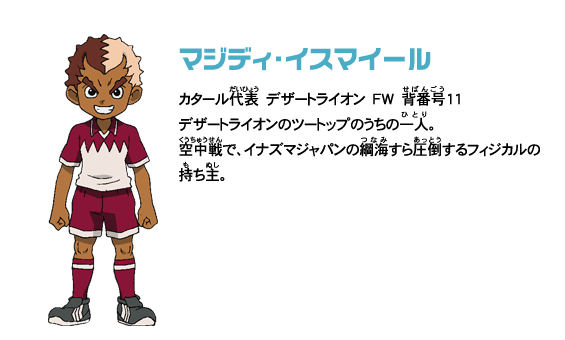 マジディ・イスマイール
カタール代表 デザートライオン FW 背番号11
デザートライオンのツートップのうちの一人。
空中戦で、イナズマジャパンの綱海すら圧倒するフィジカルの
持ち主。